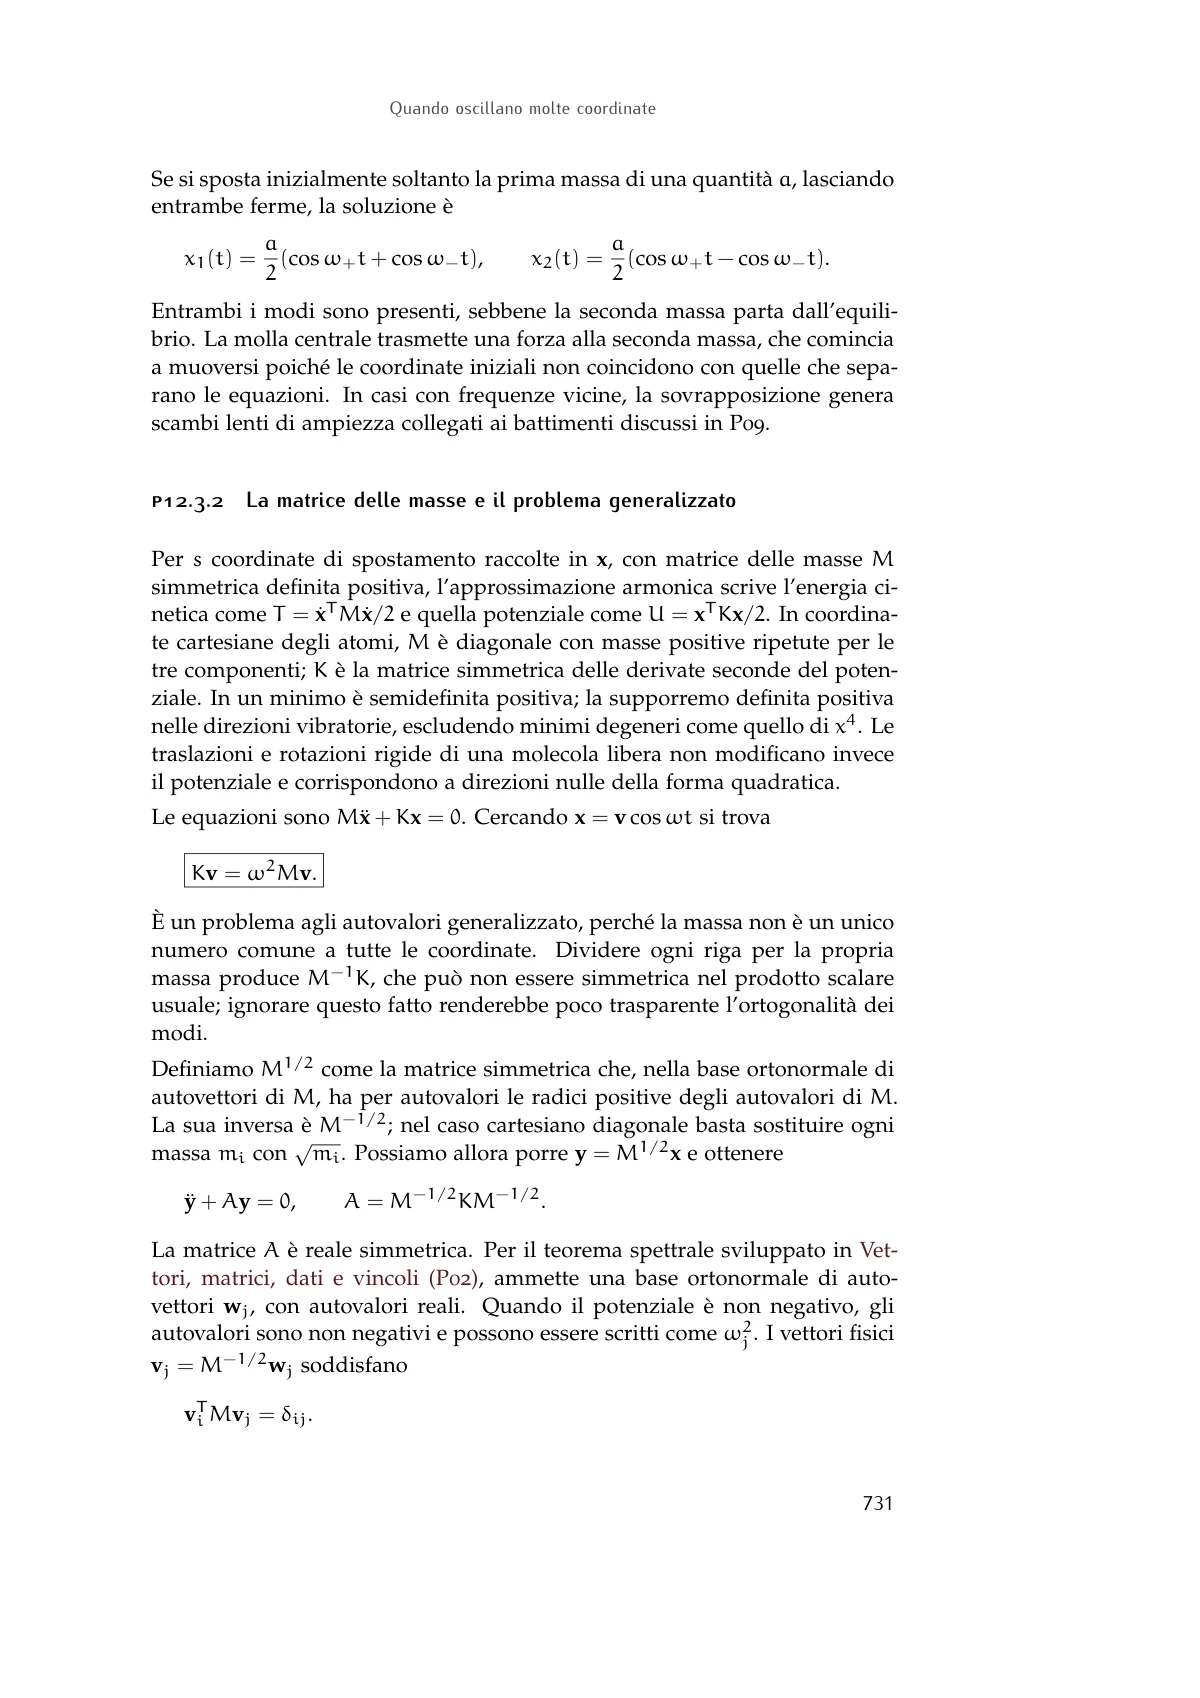 Quando oscillano molte coordinate
Se si sposta inizialmente soltanto la prima massa di una quantità a, lasciando
entrambe ferme, la soluzione è
x₁(t) = a/2 (cos ω₊t + cos ω₋t),    x₂(t) = a/2 (cos ω₊t − cos ω₋t).
Entrambi i modi sono presenti, sebbene la seconda massa parta dall'equili-
brio. La molla centrale trasmette una forza alla seconda massa, che comincia
a muoversi poiché le coordinate iniziali non coincidono con quelle che sepa-
rano le equazioni. In casi con frequenze vicine, la sovrapposizione genera
scambi lenti di ampiezza collegati ai battimenti discussi in P09.
P12.3.2 La matrice delle masse e il problema generalizzato
Per s coordinate di spostamento raccolte in x, con matrice delle masse M
simmetrica definita positiva, l'approssimazione armonica scrive l'energia ci-
netica come T = ẋᵀMẋ/2 e quella potenziale come U = xᵀKx/2. In coordina-
te cartesiane degli atomi, M è diagonale con masse positive ripetute per le
tre componenti; K è la matrice simmetrica delle derivate seconde del poten-
ziale. In un minimo è semidefinita positiva; la supporremo definita positiva
nelle direzioni vibratorie, escludendo minimi degeneri come quello di x⁴. Le
traslazioni e rotazioni rigide di una molecola libera non modificano invece
il potenziale e corrispondono a direzioni nulle della forma quadratica.
Le equazioni sono Mẍ + Kx = 0. Cercando x = v cos ωt si trova
Kv = ω²Mv.
È un problema agli autovalori generalizzato, perché la massa non è un unico
numero comune a tutte le coordinate. Dividere ogni riga per la propria
massa produce M⁻¹K, che può non essere simmetrica nel prodotto scalare
usuale; ignorare questo fatto renderebbe poco trasparente l'ortogonalità dei
modi.
Definiamo M^{1/2} come la matrice simmetrica che, nella base ortonormale di
autovettori di M, ha per autovalori le radici positive degli autovalori di M.
La sua inversa è M^{−1/2}; nel caso cartesiano diagonale basta sostituire ogni
massa mᵢ con √mᵢ. Possiamo allora porre y = M^{1/2}x e ottenere
ÿ + Ay = 0,    A = M^{−1/2}KM^{−1/2}.
La matrice A è reale simmetrica. Per il teorema spettrale sviluppato in Vet-
tori, matrici, dati e vincoli (P02), ammette una base ortonormale di auto-
vettori wⱼ, con autovalori reali. Quando il potenziale è non negativo, gli
autovalori sono non negativi e possono essere scritti come ωⱼ². I vettori fisici
vⱼ = M^{−1/2}wⱼ soddisfano
vᵢᵀMvⱼ = δᵢⱼ.
731